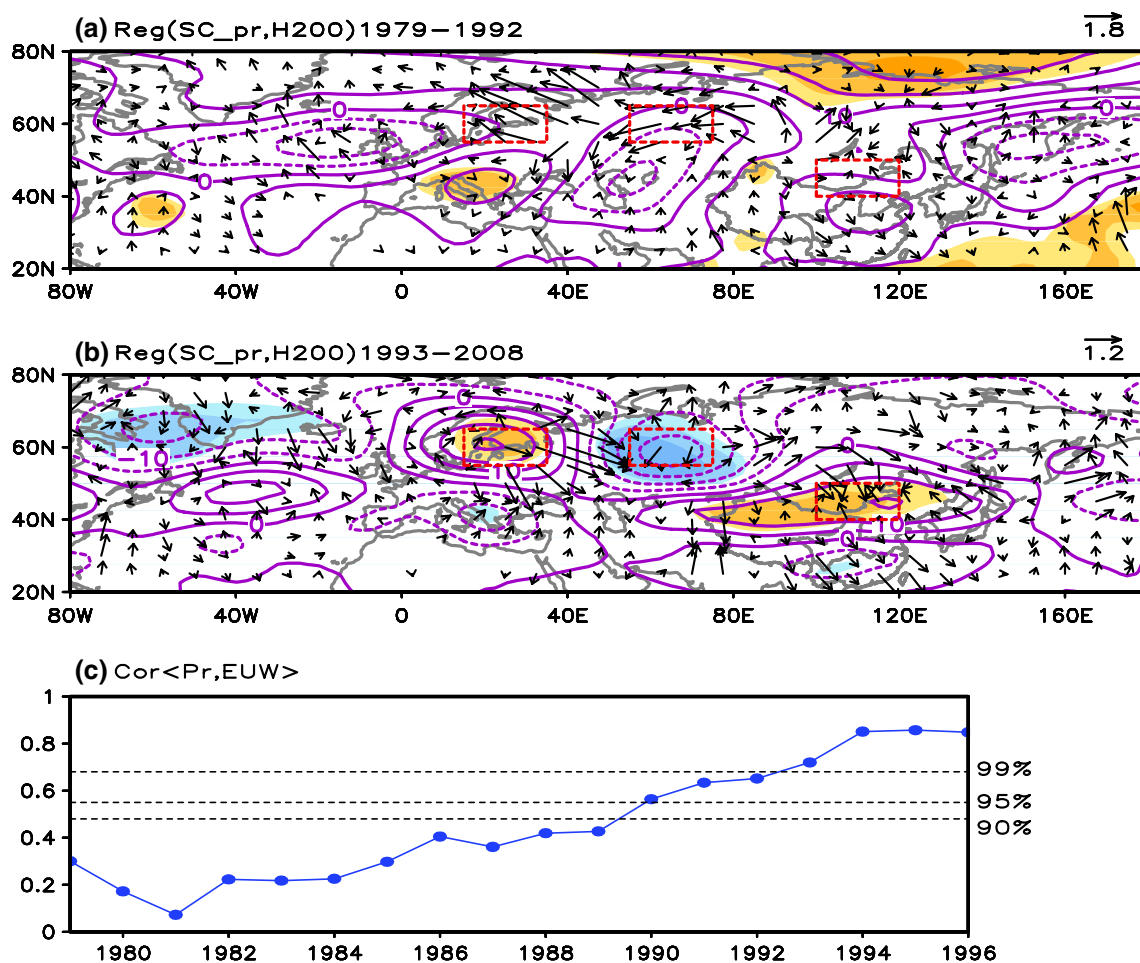 (a) Reg(SC_pr,H200)1979−1992
1.8
80N
60N
40N
20N
0
0
0
10
0
80W 40W 0 40E 80E 120E 160E
(b) Reg(SC_pr,H200)1993−2008
1.2
80N
60N
40N
20N
0
−10
0
10
0
10
0
80W 40W 0 40E 80E 120E 160E
(c) Cor<Pr,EUW>
1
0.8
0.6
0.4
0.2
0
99%
95%
90%
1980 1982 1984 1986 1988 1990 1992 1994 1996